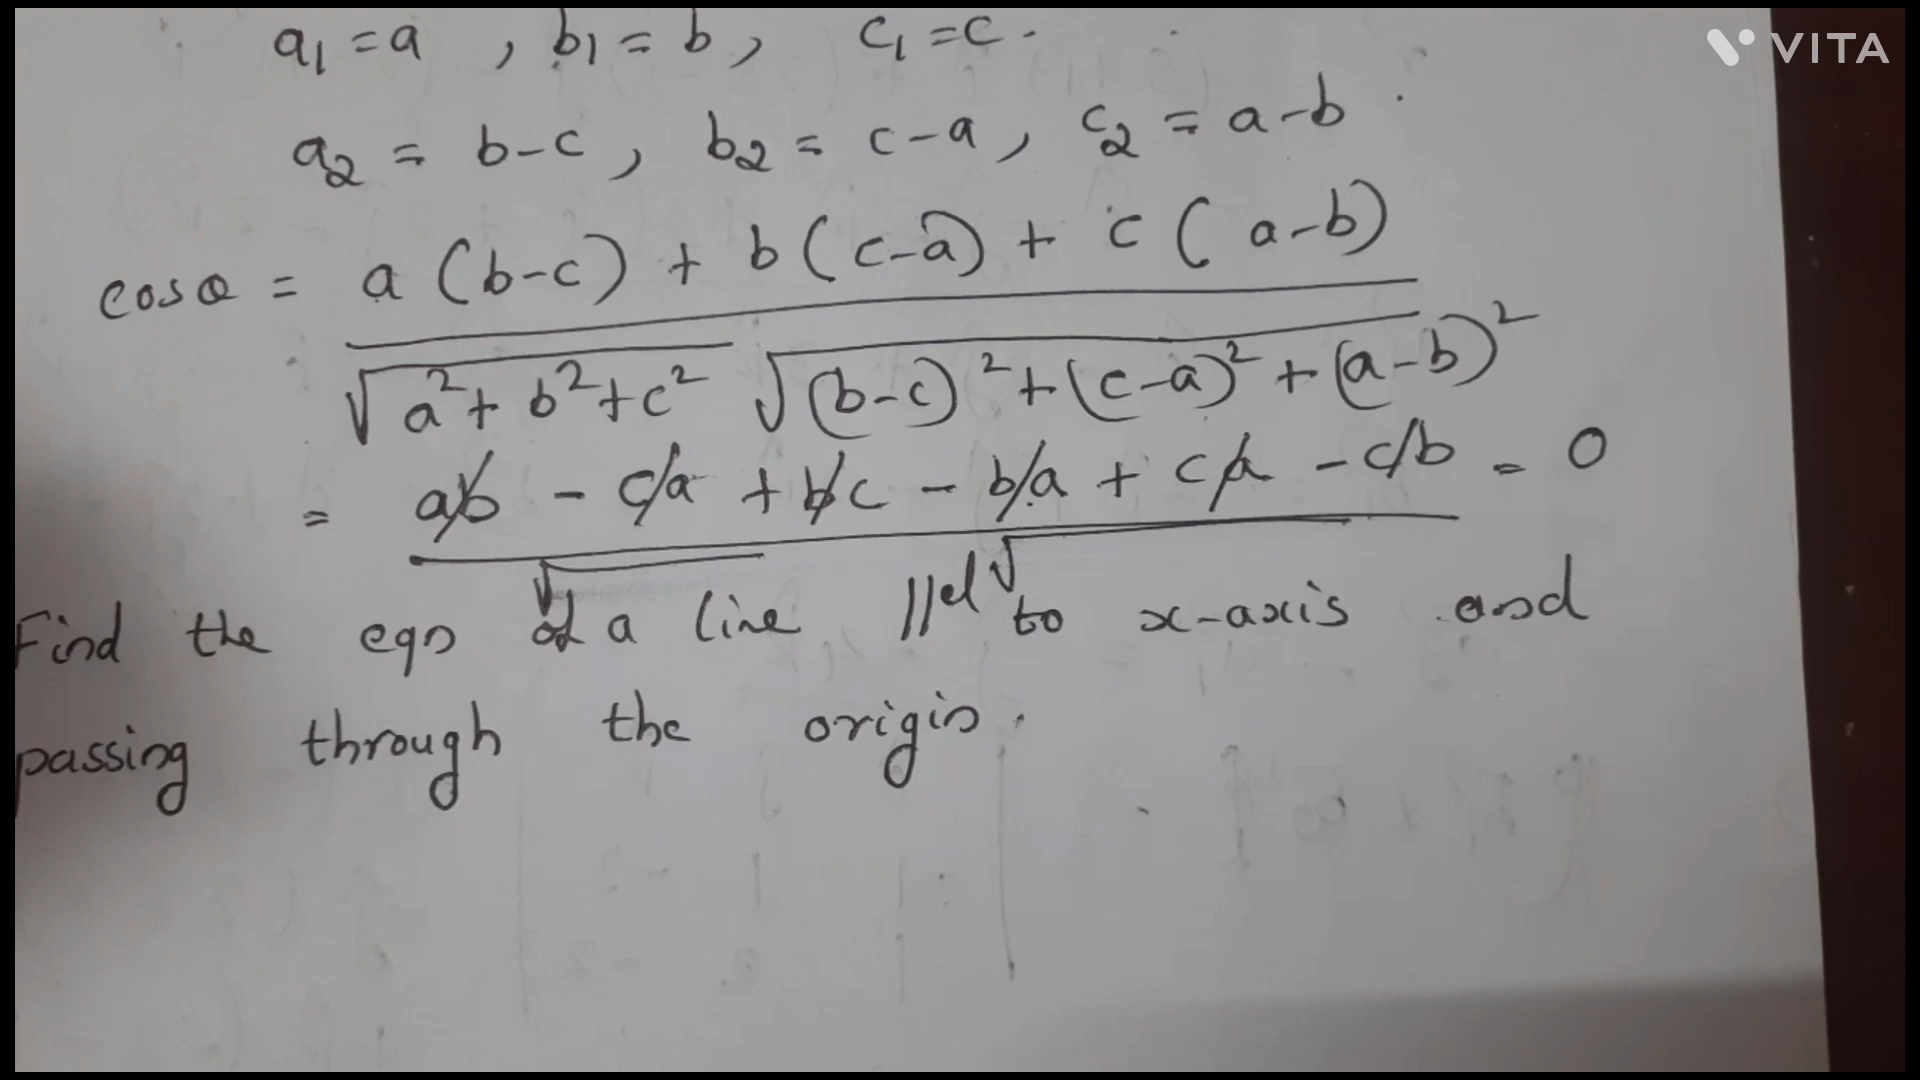 a₁ = a , b₁ = b , c₁ = c .
VITA
a₂ = b-c , b₂ = c-a , c₂ = a-b .
cosθ = a (b-c) + b (c-a) + c (a-b)
√a²+b²+c² √(b-c)²+(c-a)²+(a-b)²
= ab - ca + bc - ba + ca - cb = 0
√ √
Find the eqn of a line ||el to x-axis and
passing through the origin.